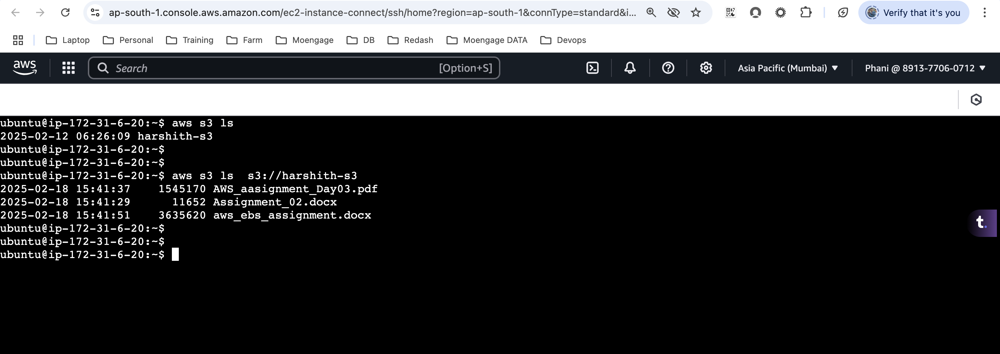 ap-south-1.console.aws.amazon.com/ec2-instance-connect/ssh/home?region=ap-south-1&connType=standard&i...
Verify that it's you
Laptop Personal Training Farm Moengage DB Redash Moengage DATA Devops
aws Search [Option+S] Asia Pacific (Mumbai) Phani @ 8913-7706-0712
ubuntu@ip-172-31-6-20:~$ aws s3 ls
2025-02-12 06:26:09 harshith-s3
ubuntu@ip-172-31-6-20:~$
ubuntu@ip-172-31-6-20:~$
ubuntu@ip-172-31-6-20:~$ aws s3 ls  s3://harshith-s3
2025-02-18 15:41:37    1545170 AWS_aasignment_Day03.pdf
2025-02-18 15:41:29      11652 Assignment_02.docx
2025-02-18 15:41:51    3635620 aws_ebs_assignment.docx
t.
ubuntu@ip-172-31-6-20:~$
ubuntu@ip-172-31-6-20:~$
ubuntu@ip-172-31-6-20:~$